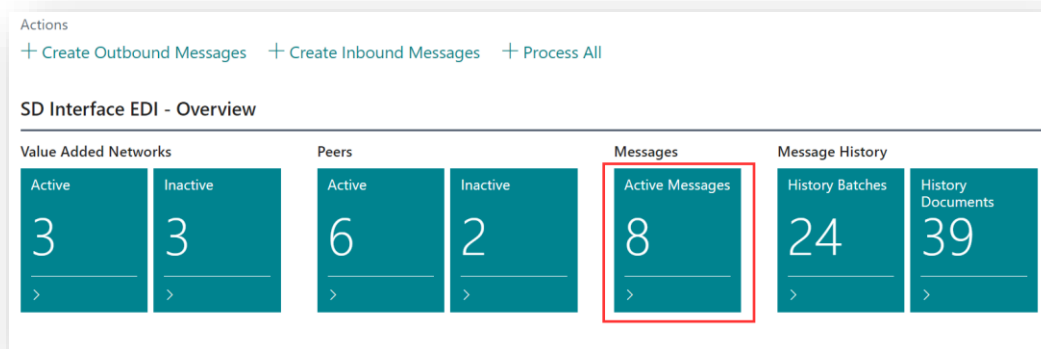 Actions
+ Create Outbound Messages + Create Inbound Messages + Process All
SD Interface EDI - Overview
Value Added Networks
Active
3
Inactive
3
Peers
Active
6
Inactive
2
Messages
Active Messages
8
Message History
History Batches
24
History
Documents
39